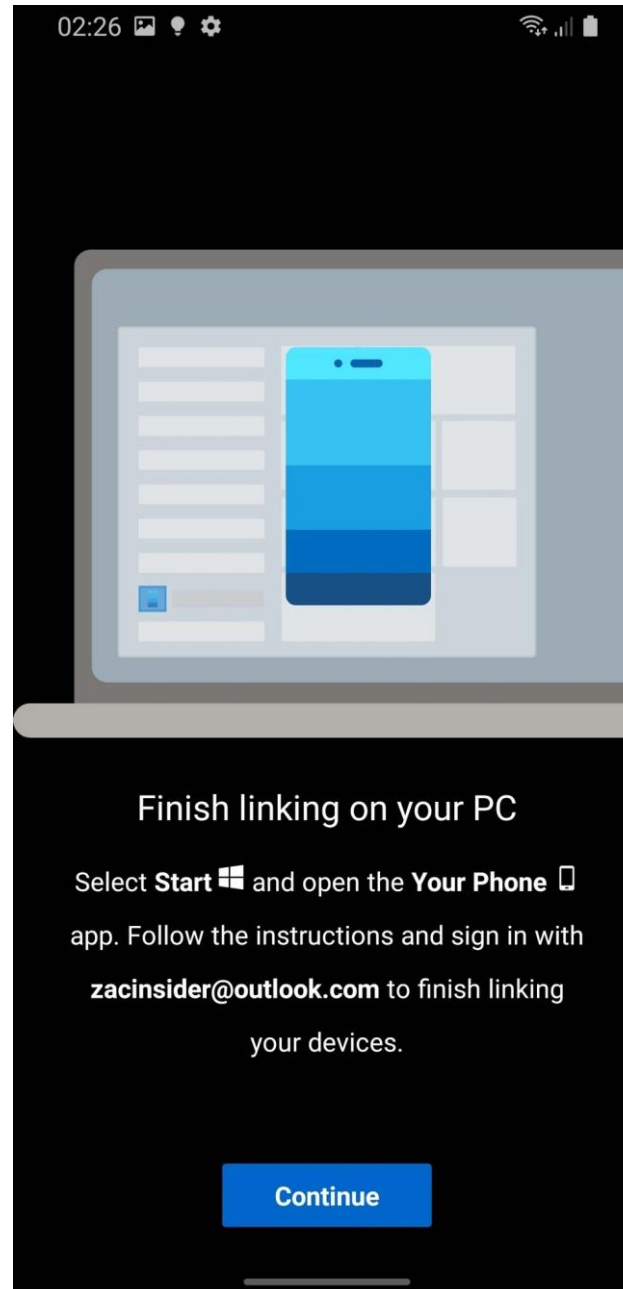 02:26
Finish linking on your PC
Select Start and open the Your Phone
app. Follow the instructions and sign in with
zacinsider@outlook.com to finish linking
your devices.
Continue